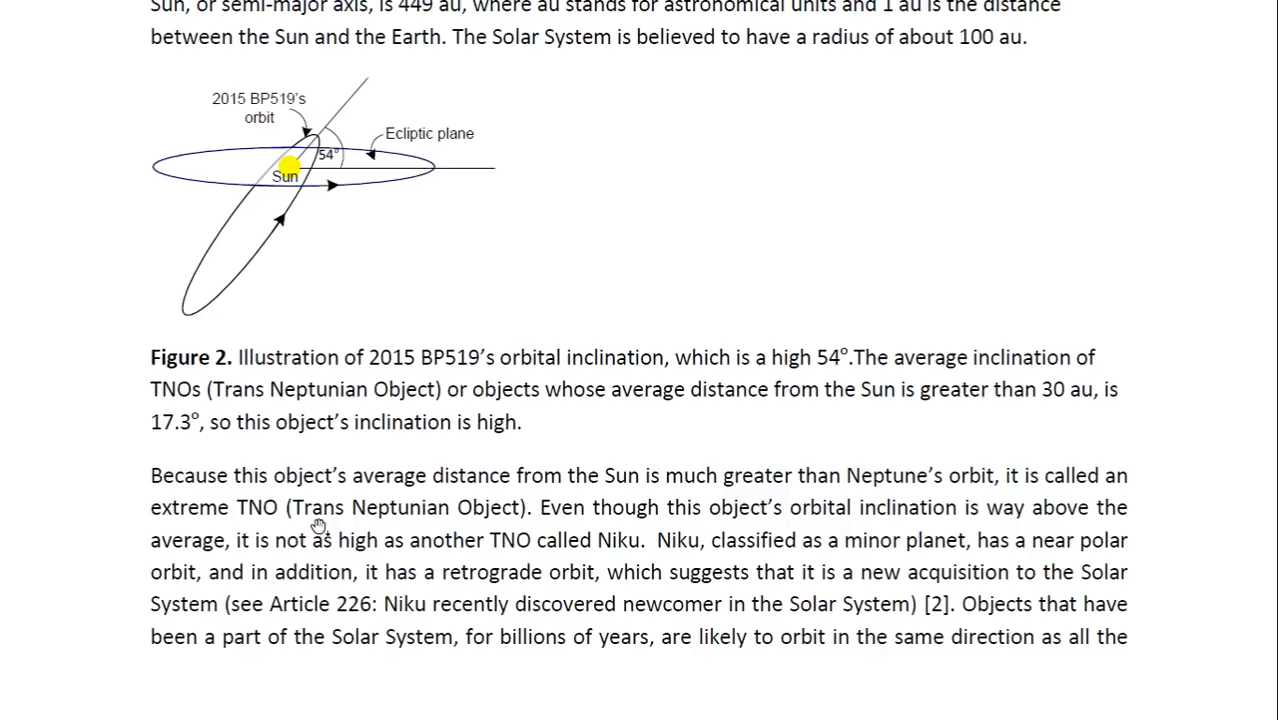 Sun, or semi-major axis, is 449 au, where au stands for astronomical units and 1 au is the distance
between the Sun and the Earth. The Solar System is believed to have a radius of about 100 au.
2015 BP519's
orbit
Ecliptic plane
54°
Sun
Figure 2. Illustration of 2015 BP519's orbital inclination, which is a high 54°.The average inclination of
TNOs (Trans Neptunian Object) or objects whose average distance from the Sun is greater than 30 au, is
17.3°, so this object's inclination is high.
Because this object's average distance from the Sun is much greater than Neptune's orbit, it is called an
extreme TNO (Trans Neptunian Object). Even though this object's orbital inclination is way above the
average, it is not as high as another TNO called Niku. Niku, classified as a minor planet, has a near polar
orbit, and in addition, it has a retrograde orbit, which suggests that it is a new acquisition to the Solar
System (see Article 226: Niku recently discovered newcomer in the Solar System) [2]. Objects that have
been a part of the Solar System, for billions of years, are likely to orbit in the same direction as all the